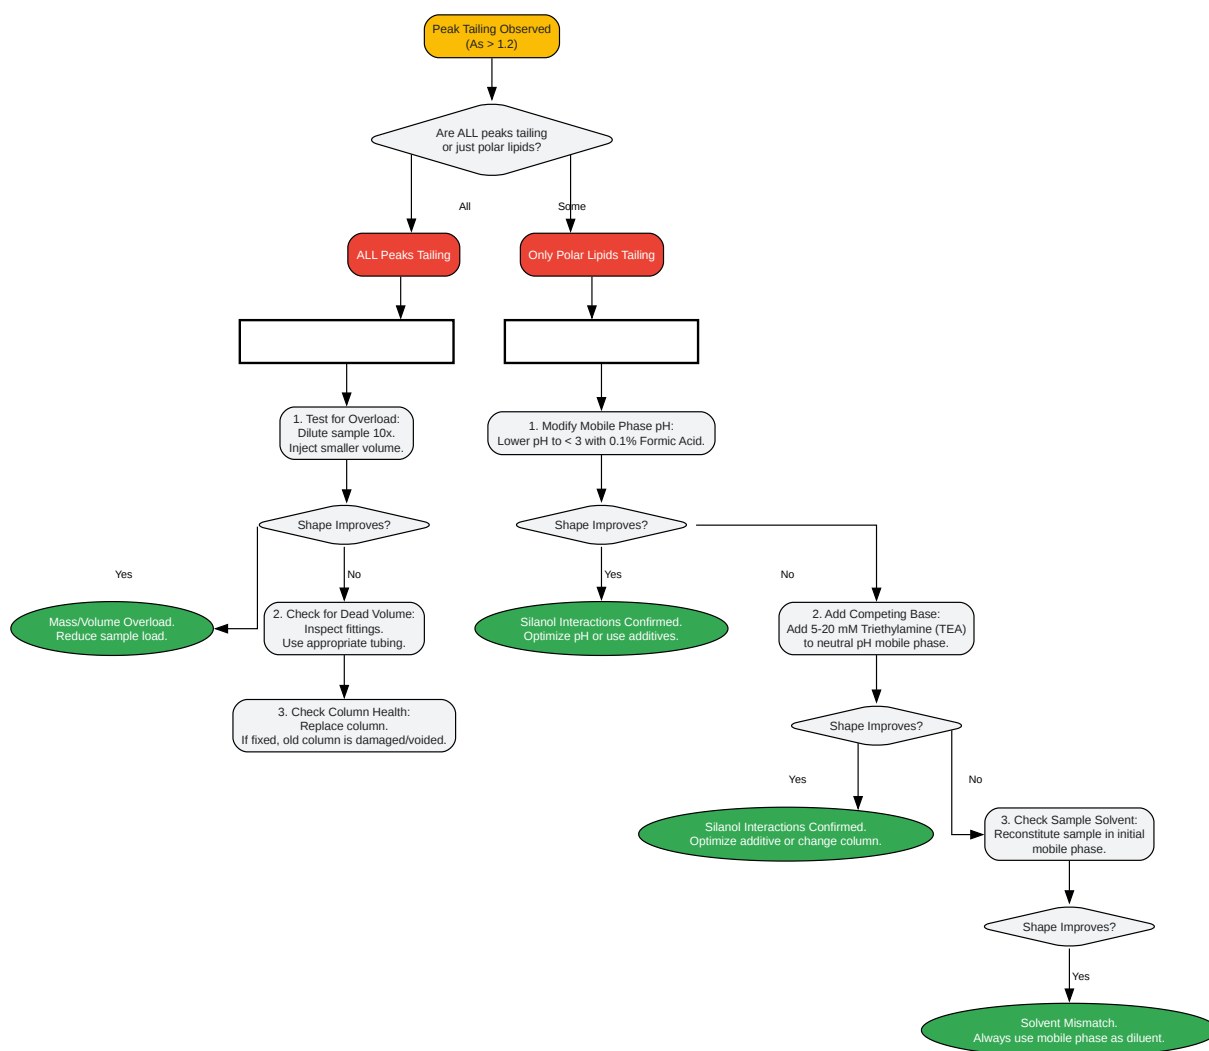 Peak Tailing Observed
(As > 1.2)
Are ALL peaks tailing
or just polar lipids?
All
Some
ALL Peaks Tailing
Only Polar Lipids Tailing
1. Test for Overload:
Dilute sample 10x.
Inject smaller volume.
1. Modify Mobile Phase pH:
Lower pH to < 3 with 0.1% Formic Acid.
Shape Improves?
Shape Improves?
Yes
No
Yes
No
Mass/Volume Overload.
Reduce sample load.
2. Check for Dead Volume:
Inspect fittings.
Use appropriate tubing.
Silanol Interactions Confirmed.
Optimize pH or use additives.
2. Add Competing Base:
Add 5-20 mM Triethylamine (TEA)
to neutral pH mobile phase.
3. Check Column Health:
Replace column.
If fixed, old column is damaged/voided.
Shape Improves?
Yes
No
Silanol Interactions Confirmed.
Optimize additive or change column.
3. Check Sample Solvent:
Reconstitute sample in initial
mobile phase.
Shape Improves?
Yes
Solvent Mismatch.
Always use mobile phase as diluent.